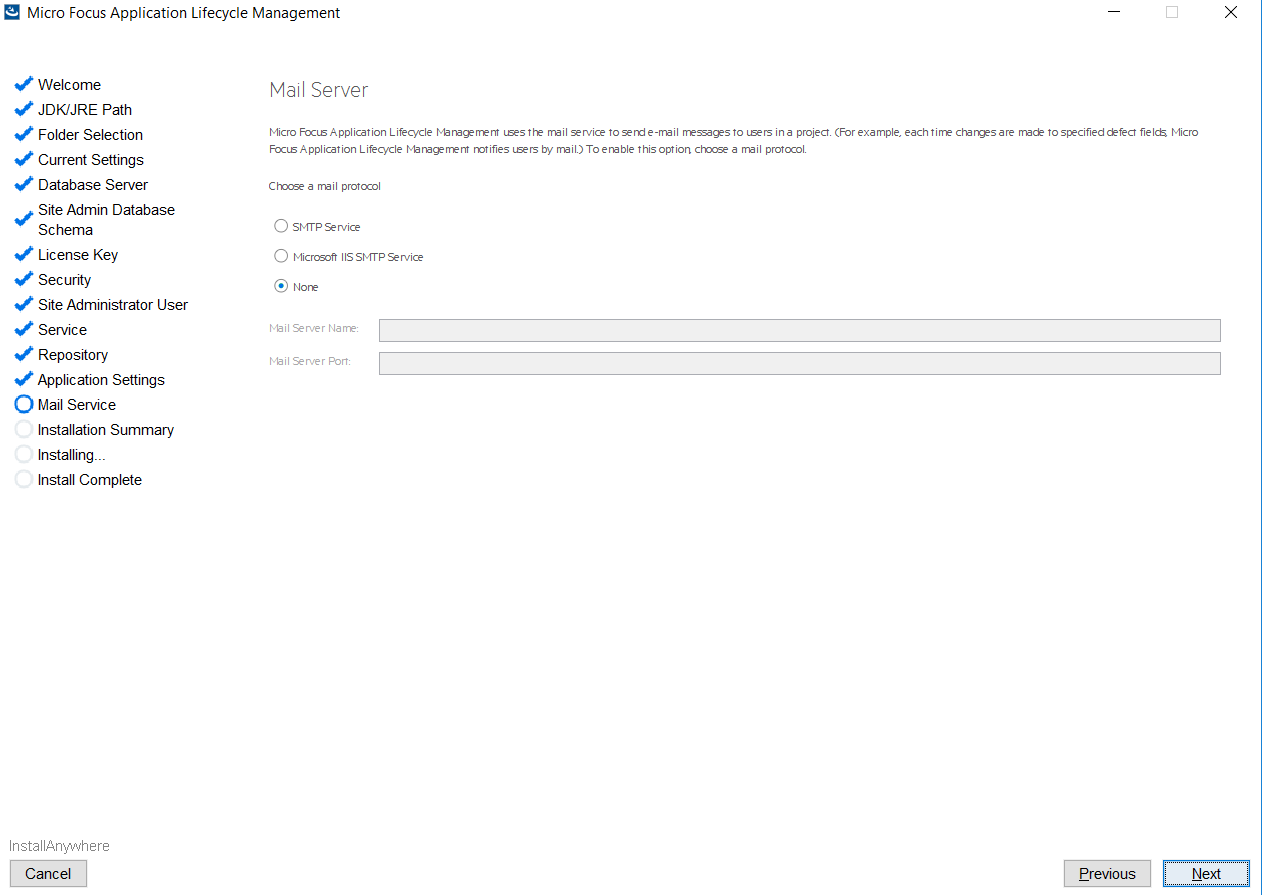 Micro Focus Application Lifecycle Management
Welcome
JDK/JRE Path
Folder Selection
Current Settings
Database Server
Site Admin Database
Schema
License Key
Security
Site Administrator User
Service
Repository
Application Settings
Mail Service
Installation Summary
Installing...
Install Complete
Mail Server
Micro Focus Application Lifecycle Management uses the mail service to send e-mail messages to users in a project. (For example, each time changes are made to specified defect fields, Micro
Focus Application Lifecycle Management notifies users by mail.) To enable this option, choose a mail protocol.
Choose a mail protocol
SMTP Service
Microsoft IIS SMTP Service
None
Mail Server Name:
Mail Server Port:
InstallAnywhere
Cancel
Previous
Next